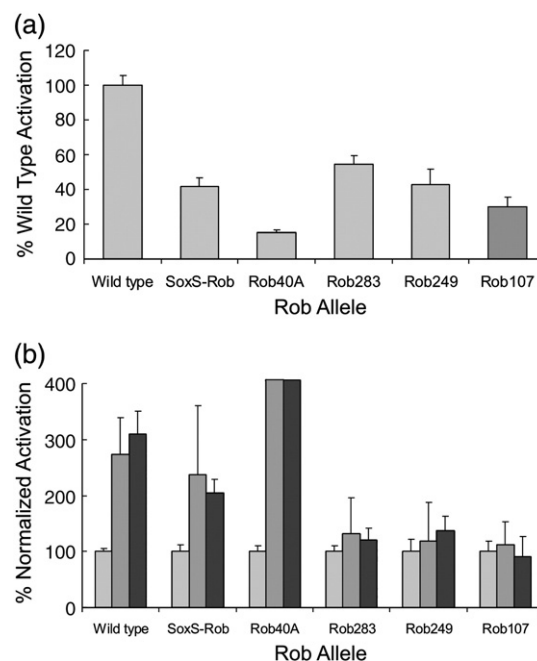 (a)
% Wild Type Activation
120
100
80
60
40
20
0
Wild type SoxS-Rob Rob40A Rob283 Rob249 Rob107
Rob Allele
(b)
% Normalized Activation
400
300
200
100
0
Wild type SoxS-Rob Rob40A Rob283 Rob249 Rob107
Rob Allele